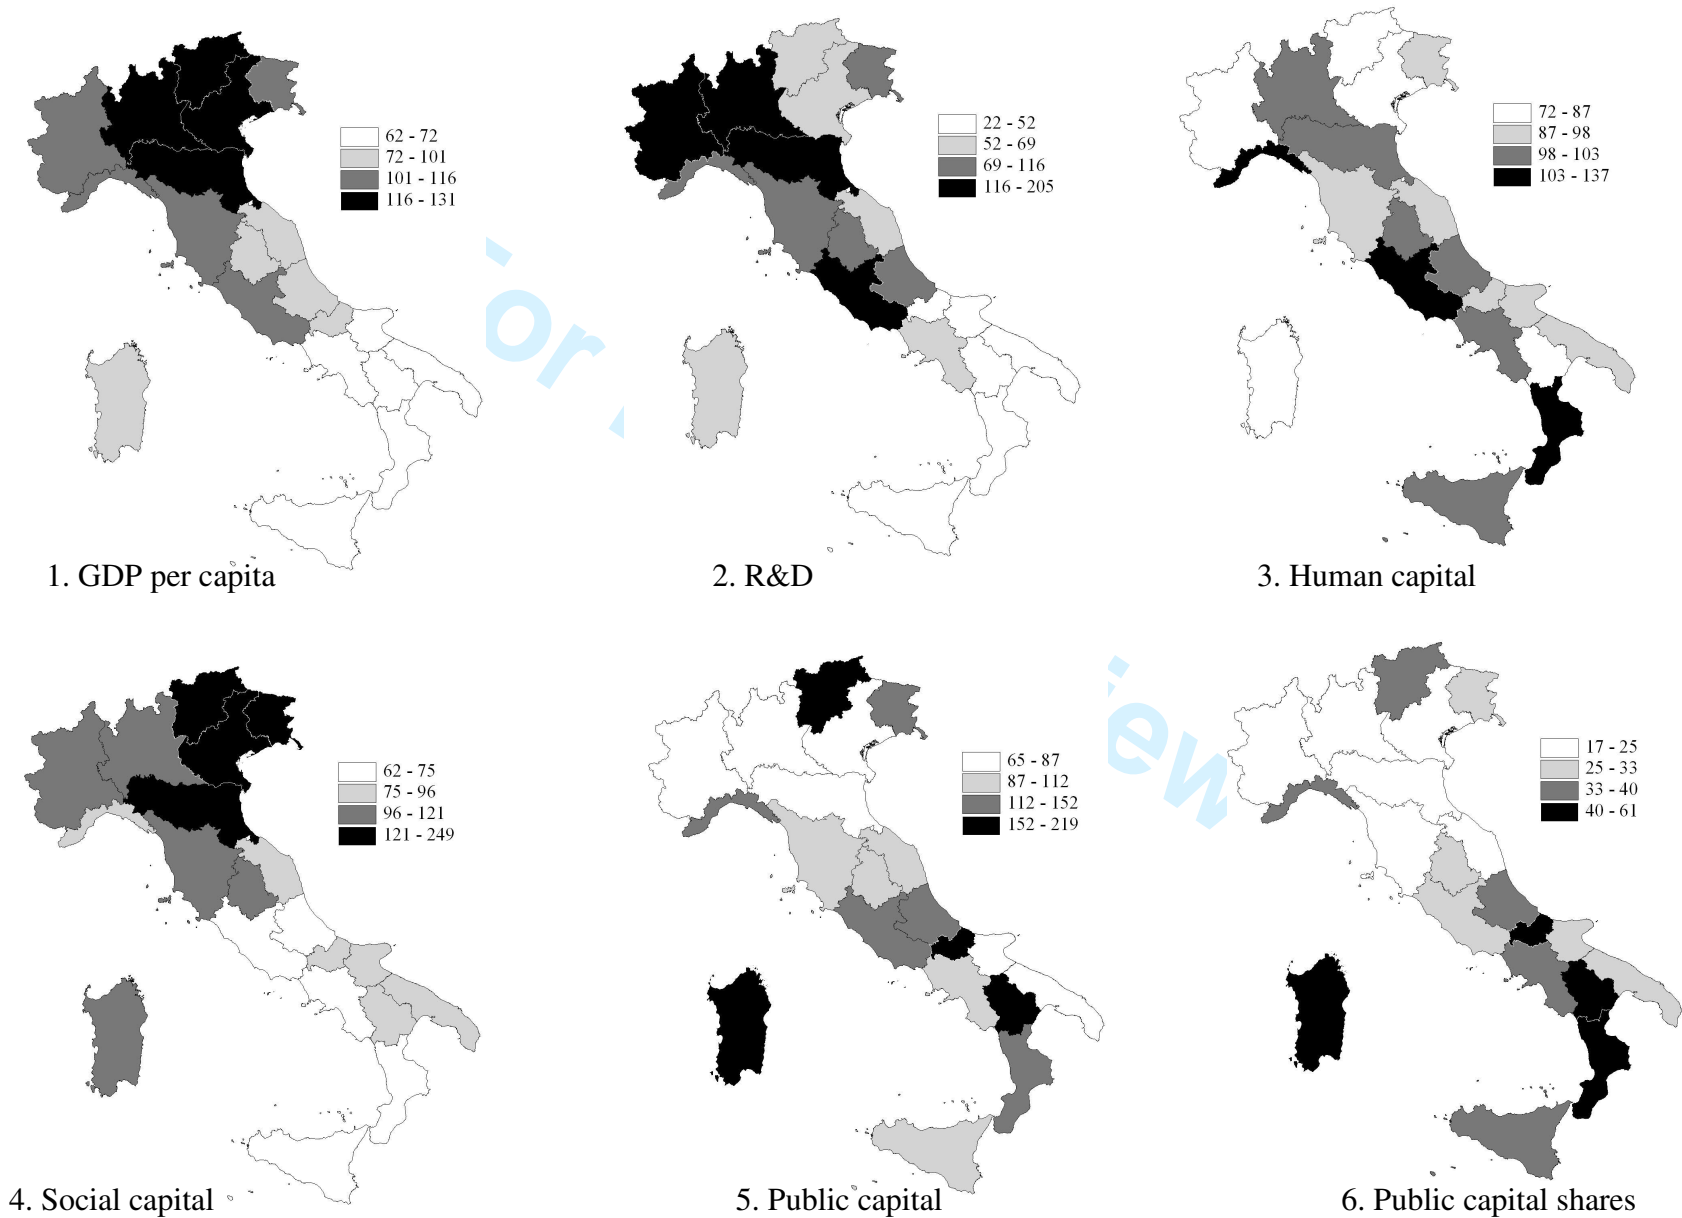 62 - 72
72 - 101
101 - 116
116 - 131
1. GDP per capita
22 - 52
52 - 69
69 - 116
116 - 205
2. R&D
72 - 87
87 - 98
98 - 103
103 - 137
3. Human capital
62 - 75
75 - 96
96 - 121
121 - 249
4. Social capital
65 - 87
87 - 112
112 - 152
152 - 219
5. Public capital
17 - 25
25 - 33
33 - 40
40 - 61
6. Public capital shares
or
iew